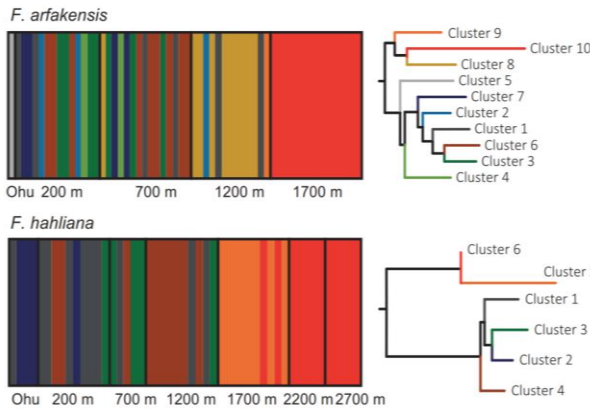 F. arfakensis
Cluster 9
Cluster 10
Cluster 8
Cluster 5
Cluster 7
Cluster 2
Cluster 1
Cluster 6
Cluster 3
Cluster 4
Ohu 200 m 700 m 1200 m 1700 m
F. hahliana
Cluster 6
Cluster
Cluster 1
Cluster 3
Cluster 2
Cluster 4
Ohu 200 m 700 m 1200 m 1700 m 2200 m 2700 m